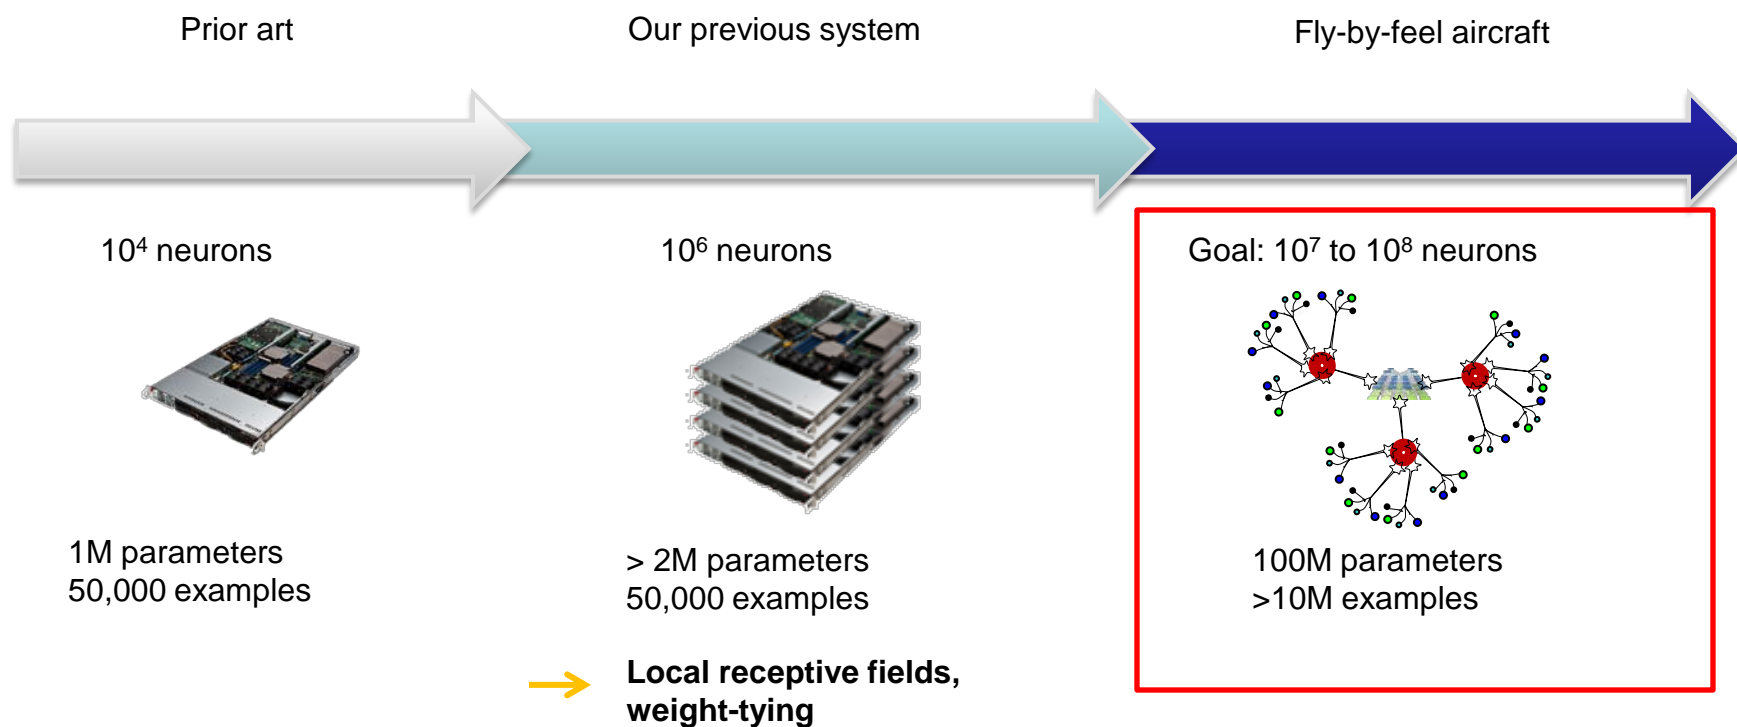 Prior art
Our previous system
Fly-by-feel aircraft
10⁴ neurons
10⁶ neurons
Goal: 10⁷ to 10⁸ neurons
1M parameters
50,000 examples
> 2M parameters
50,000 examples
100M parameters
>10M examples
Local receptive fields,
weight-tying